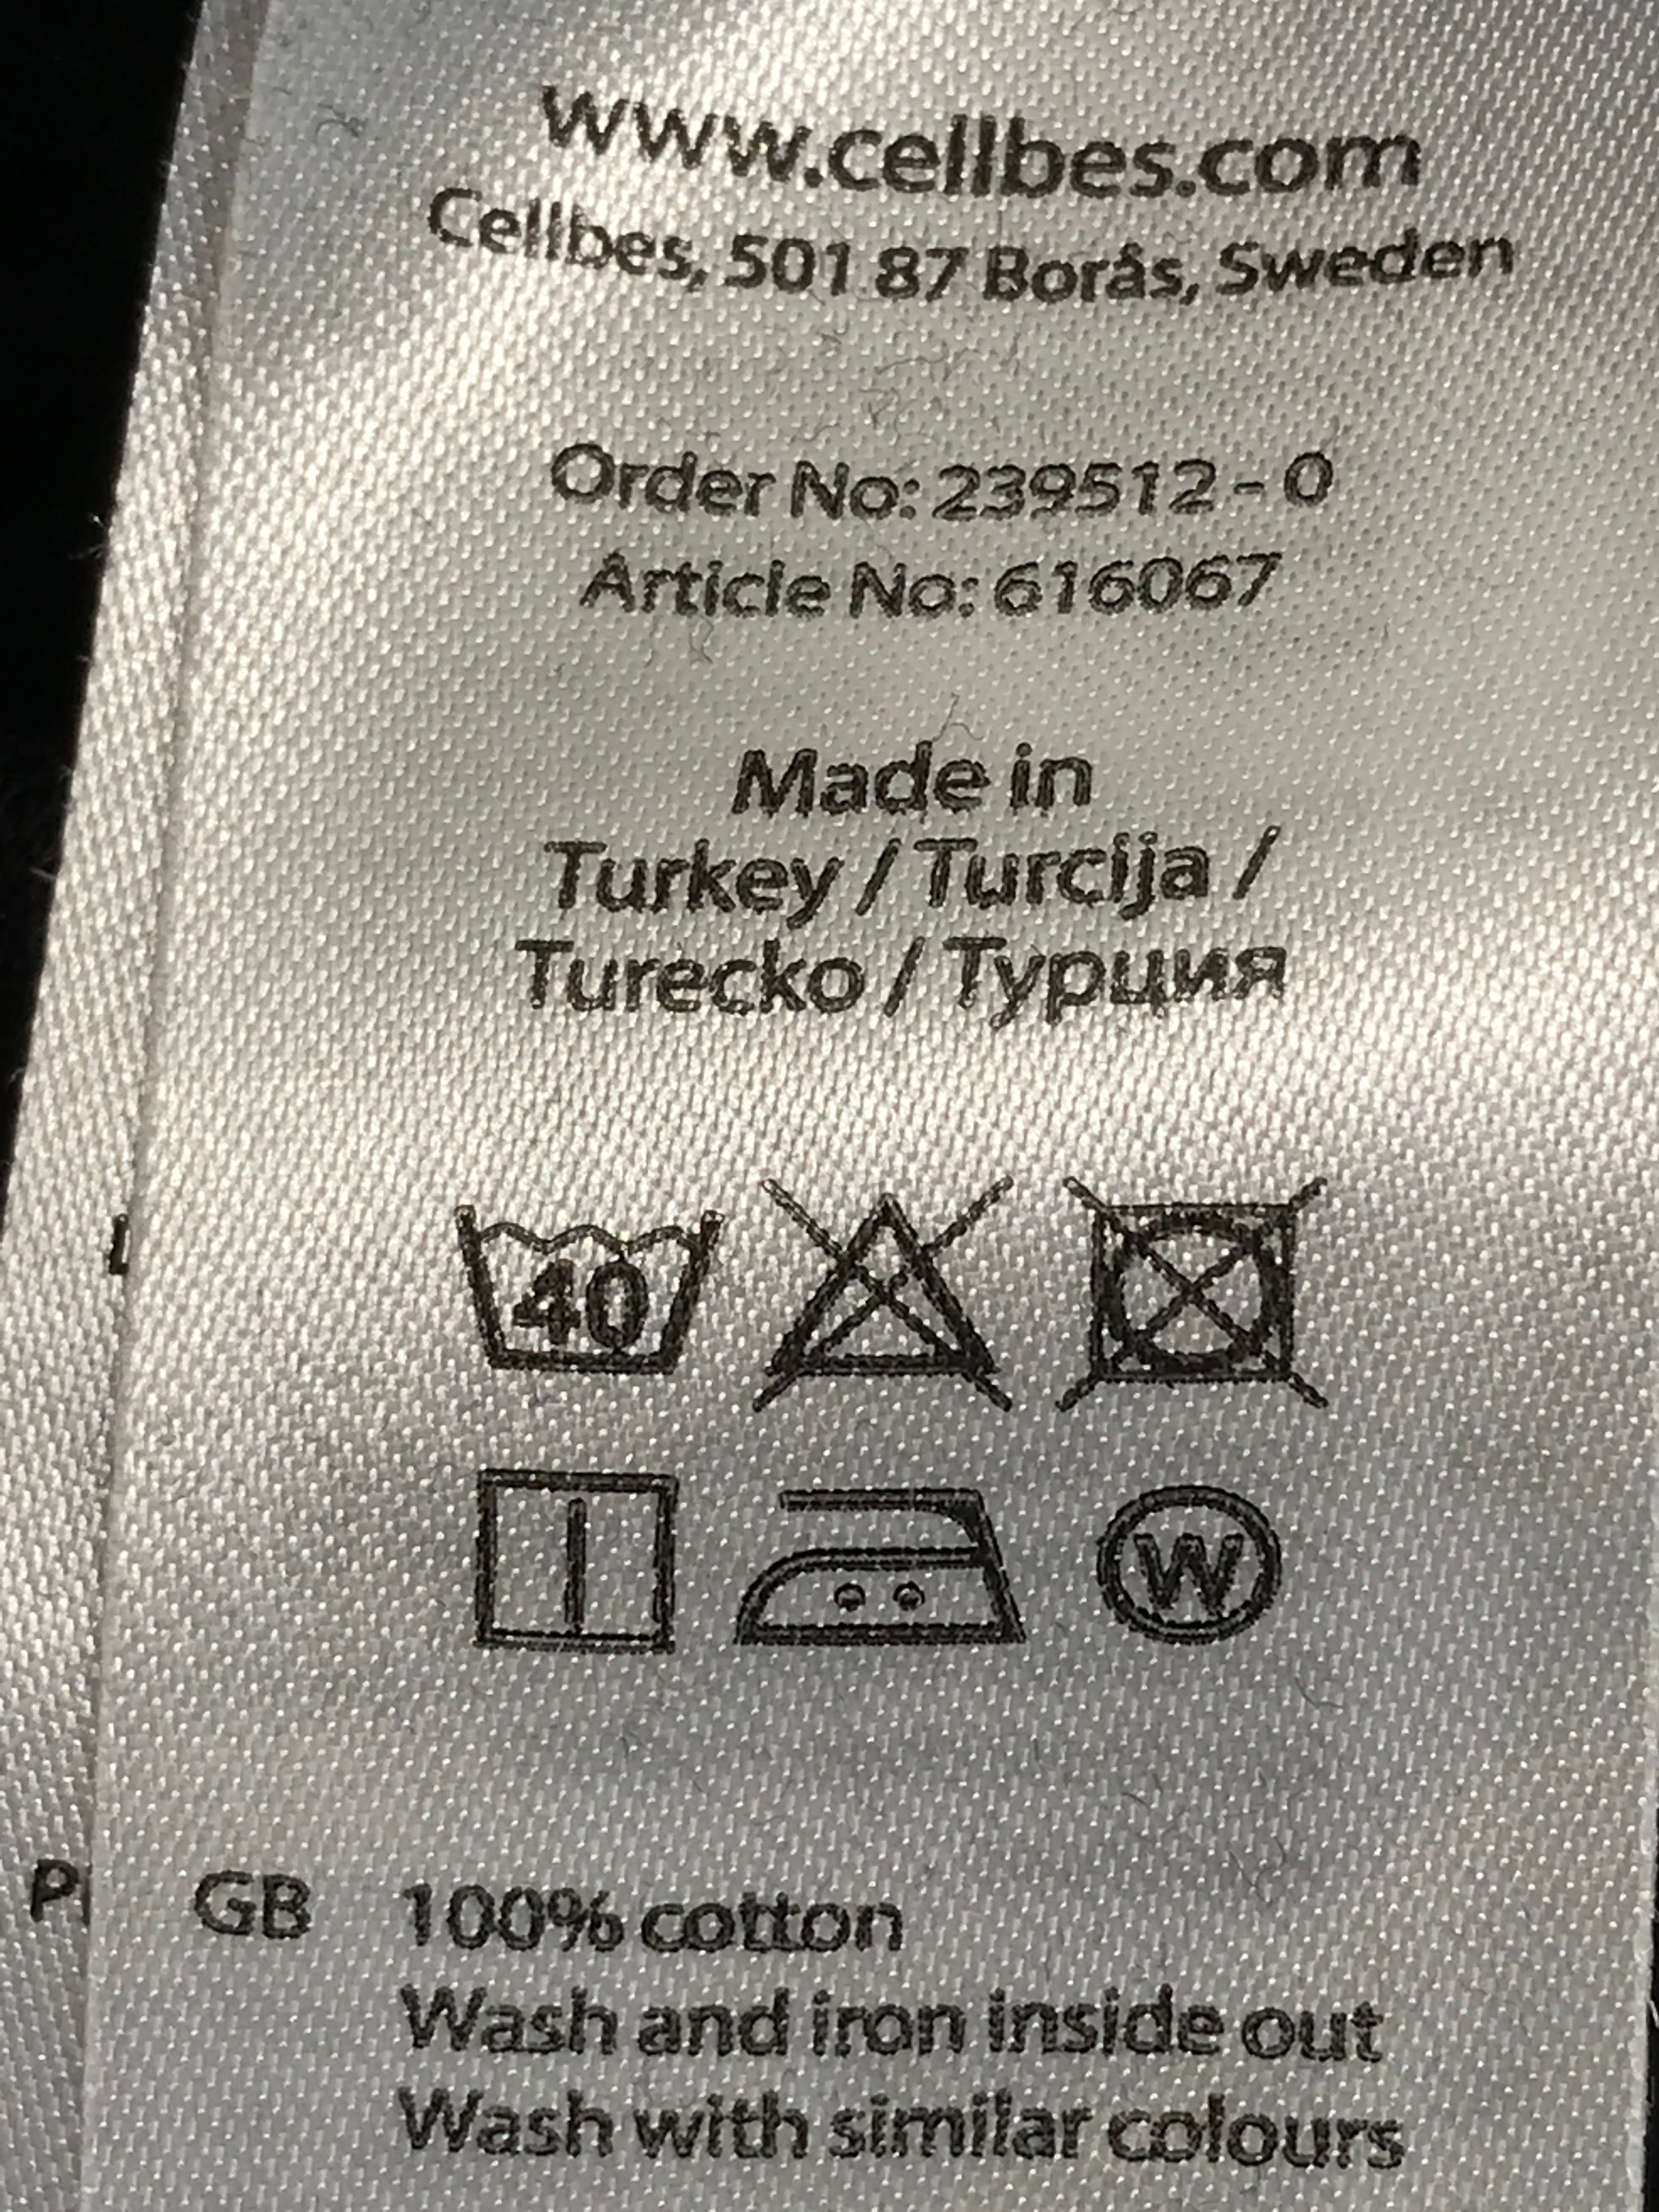 www.cellbes.com
Cellbes, 501 87 Borås, Sweden
Order No: 239512 - 0
Article No: 616067
Made in
Turkey / Turcija /
Turecko / Турция
40
W
GB 100% cotton
Wash and iron inside out
Wash with similar colours